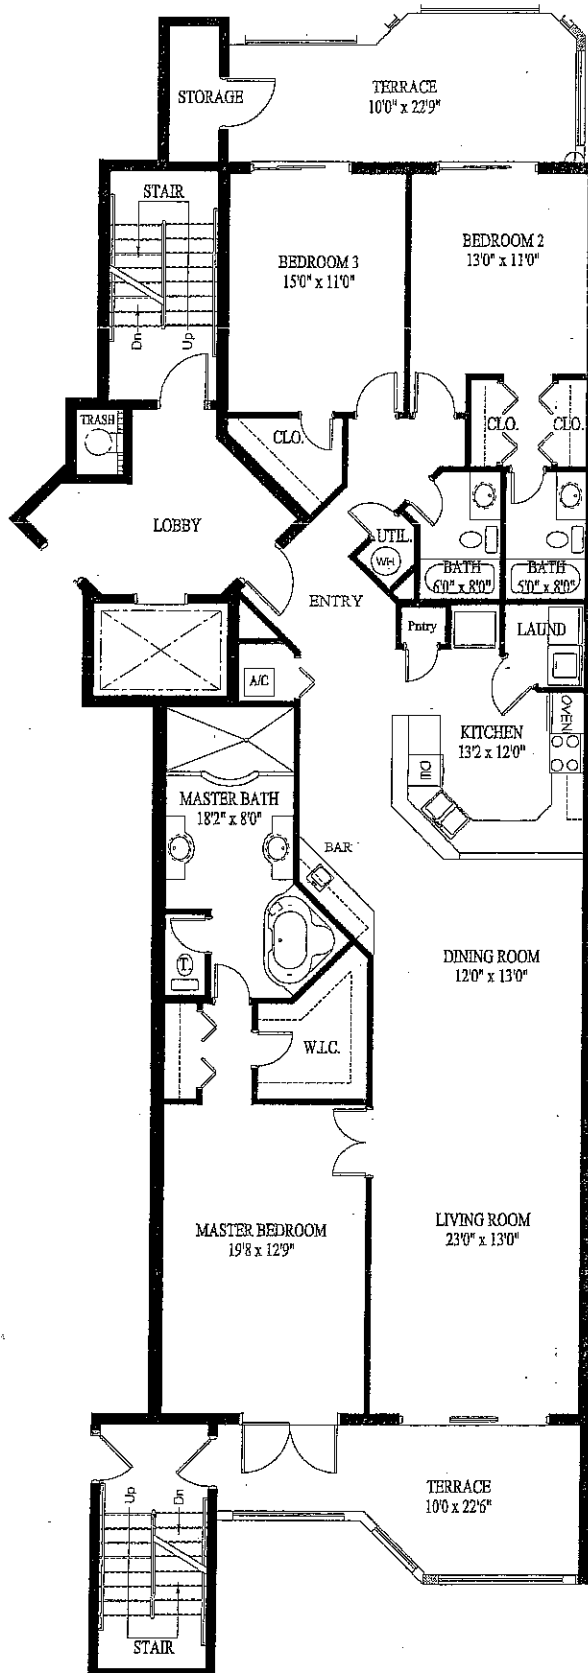 TERRACE
10'0" x 22'9"
STORAGE
STAIR
BEDROOM 3
15'0" x 11'0"
BEDROOM 2
13'0" x 11'0"
Dn
Up
TRASH
CLO.
CLO.
CLO.
LOBBY
UTIL.
WH
BATH
6'0" x 8'0"
BATH
5'0" x 8'0"
ENTRY
Pntry
LAUND
A/C
OVEN
KITCHEN
13'2 x 12'0"
MASTER BATH
18'2" x 8'0"
BAR
T.
DINING ROOM
12'0" x 13'0"
W.I.C.
MASTER BEDROOM
19'8 x 12'9"
LIVING ROOM
23'0" x 13'0"
TERRACE
10'0 x 22'6"
Up
Dn
STAIR